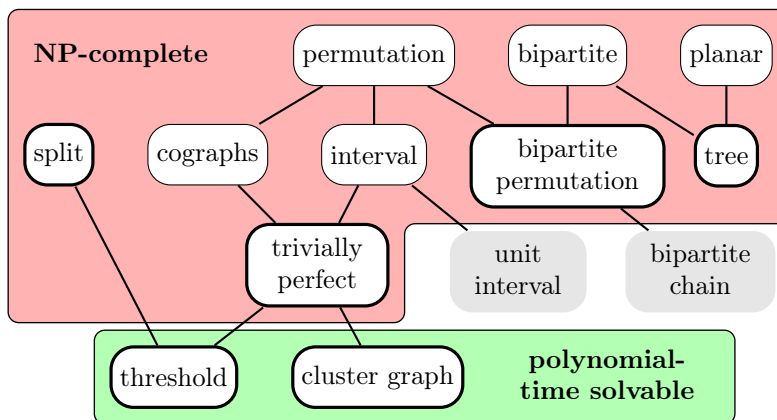 NP-complete
permutation
bipartite
planar
split
cographs
interval
bipartite
permutation
tree
trivially
perfect
unit
interval
bipartite
chain
threshold
cluster graph
polynomial-
time solvable